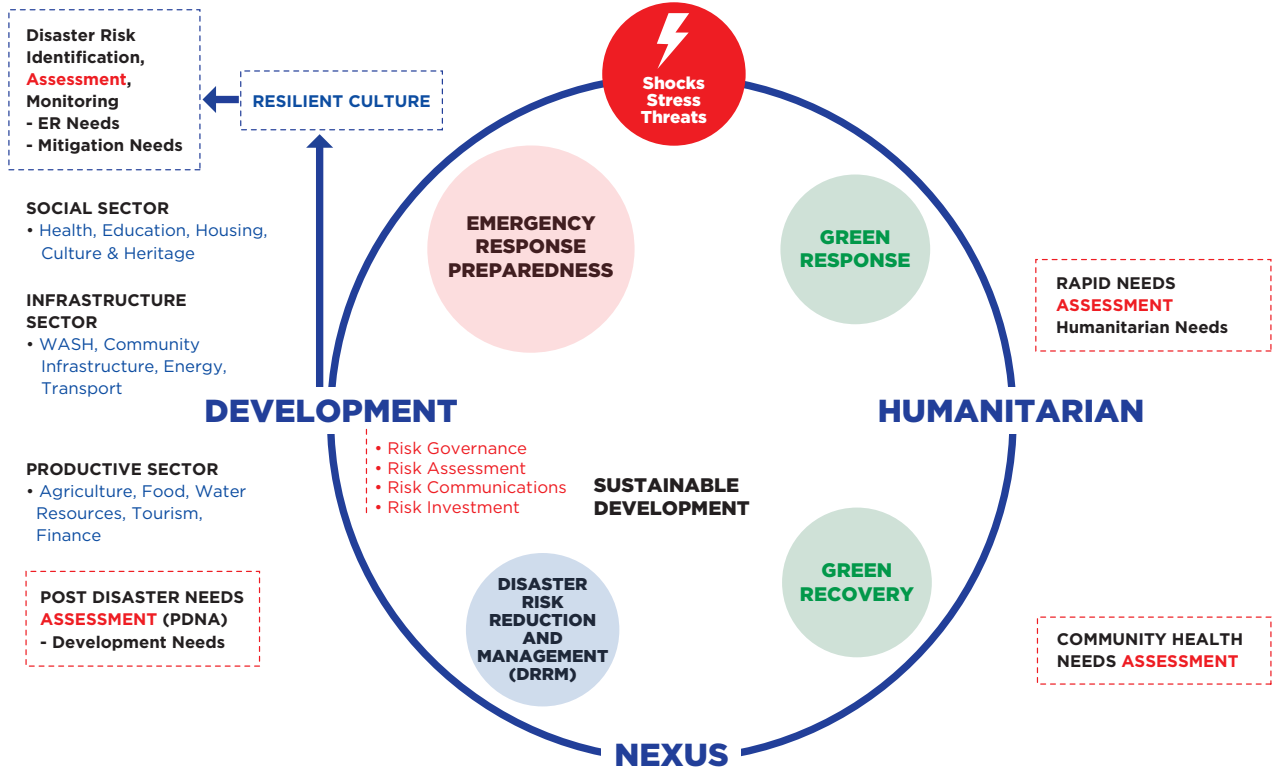 Disaster Risk
Identification,
Assessment,
Monitoring
- ER Needs
- Mitigation Needs
RESILIENT CULTURE
Shocks
Stress
Threats
SOCIAL SECTOR
• Health, Education, Housing,
Culture & Heritage
INFRASTRUCTURE
SECTOR
• WASH, Community
Infrastructure, Energy,
Transport
EMERGENCY
RESPONSE
PREPAREDNESS
GREEN
RESPONSE
RAPID NEEDS
ASSESSMENT
Humanitarian Needs
DEVELOPMENT
HUMANITARIAN
• Risk Governance
• Risk Assessment
• Risk Communications
• Risk Investment
SUSTAINABLE
DEVELOPMENT
PRODUCTIVE SECTOR
• Agriculture, Food, Water
Resources, Tourism,
Finance
POST DISASTER NEEDS
ASSESSMENT (PDNA)
- Development Needs
DISASTER
RISK
REDUCTION
AND
MANAGEMENT
(DRRM)
GREEN
RECOVERY
COMMUNITY HEALTH
NEEDS ASSESSMENT
NEXUS